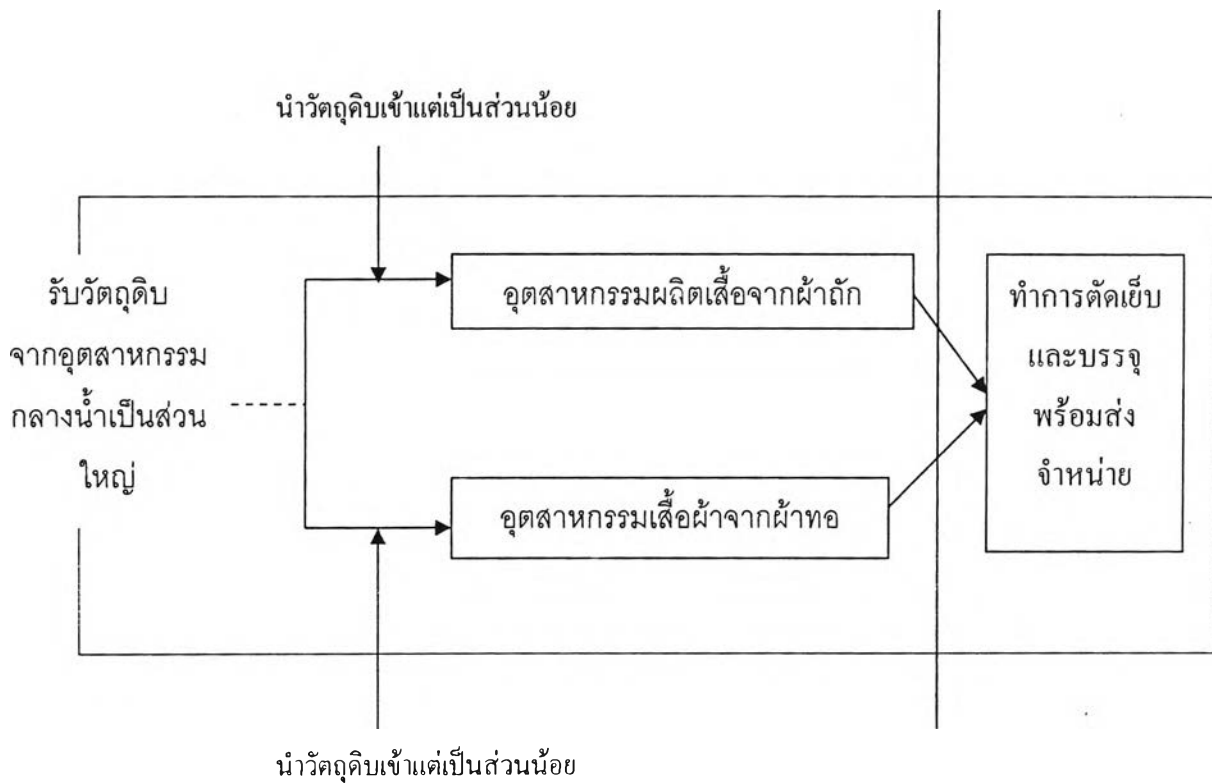 นำวัตถุดิบเข้าแต่เป็นส่วนน้อย
รับวัตถุดิบ
จากอุตสาหกรรม
กลางน้ำเป็นส่วน
ใหญ่
อุตสาหกรรมผลิตเสื้อจากผ้าถัก
อุตสาหกรรมเสื้อผ้าจากผ้าทอ
ทำการตัดเย็บ
และบรรจุ
พร้อมส่ง
จำหน่าย
นำวัตถุดิบเข้าแต่เป็นส่วนน้อย